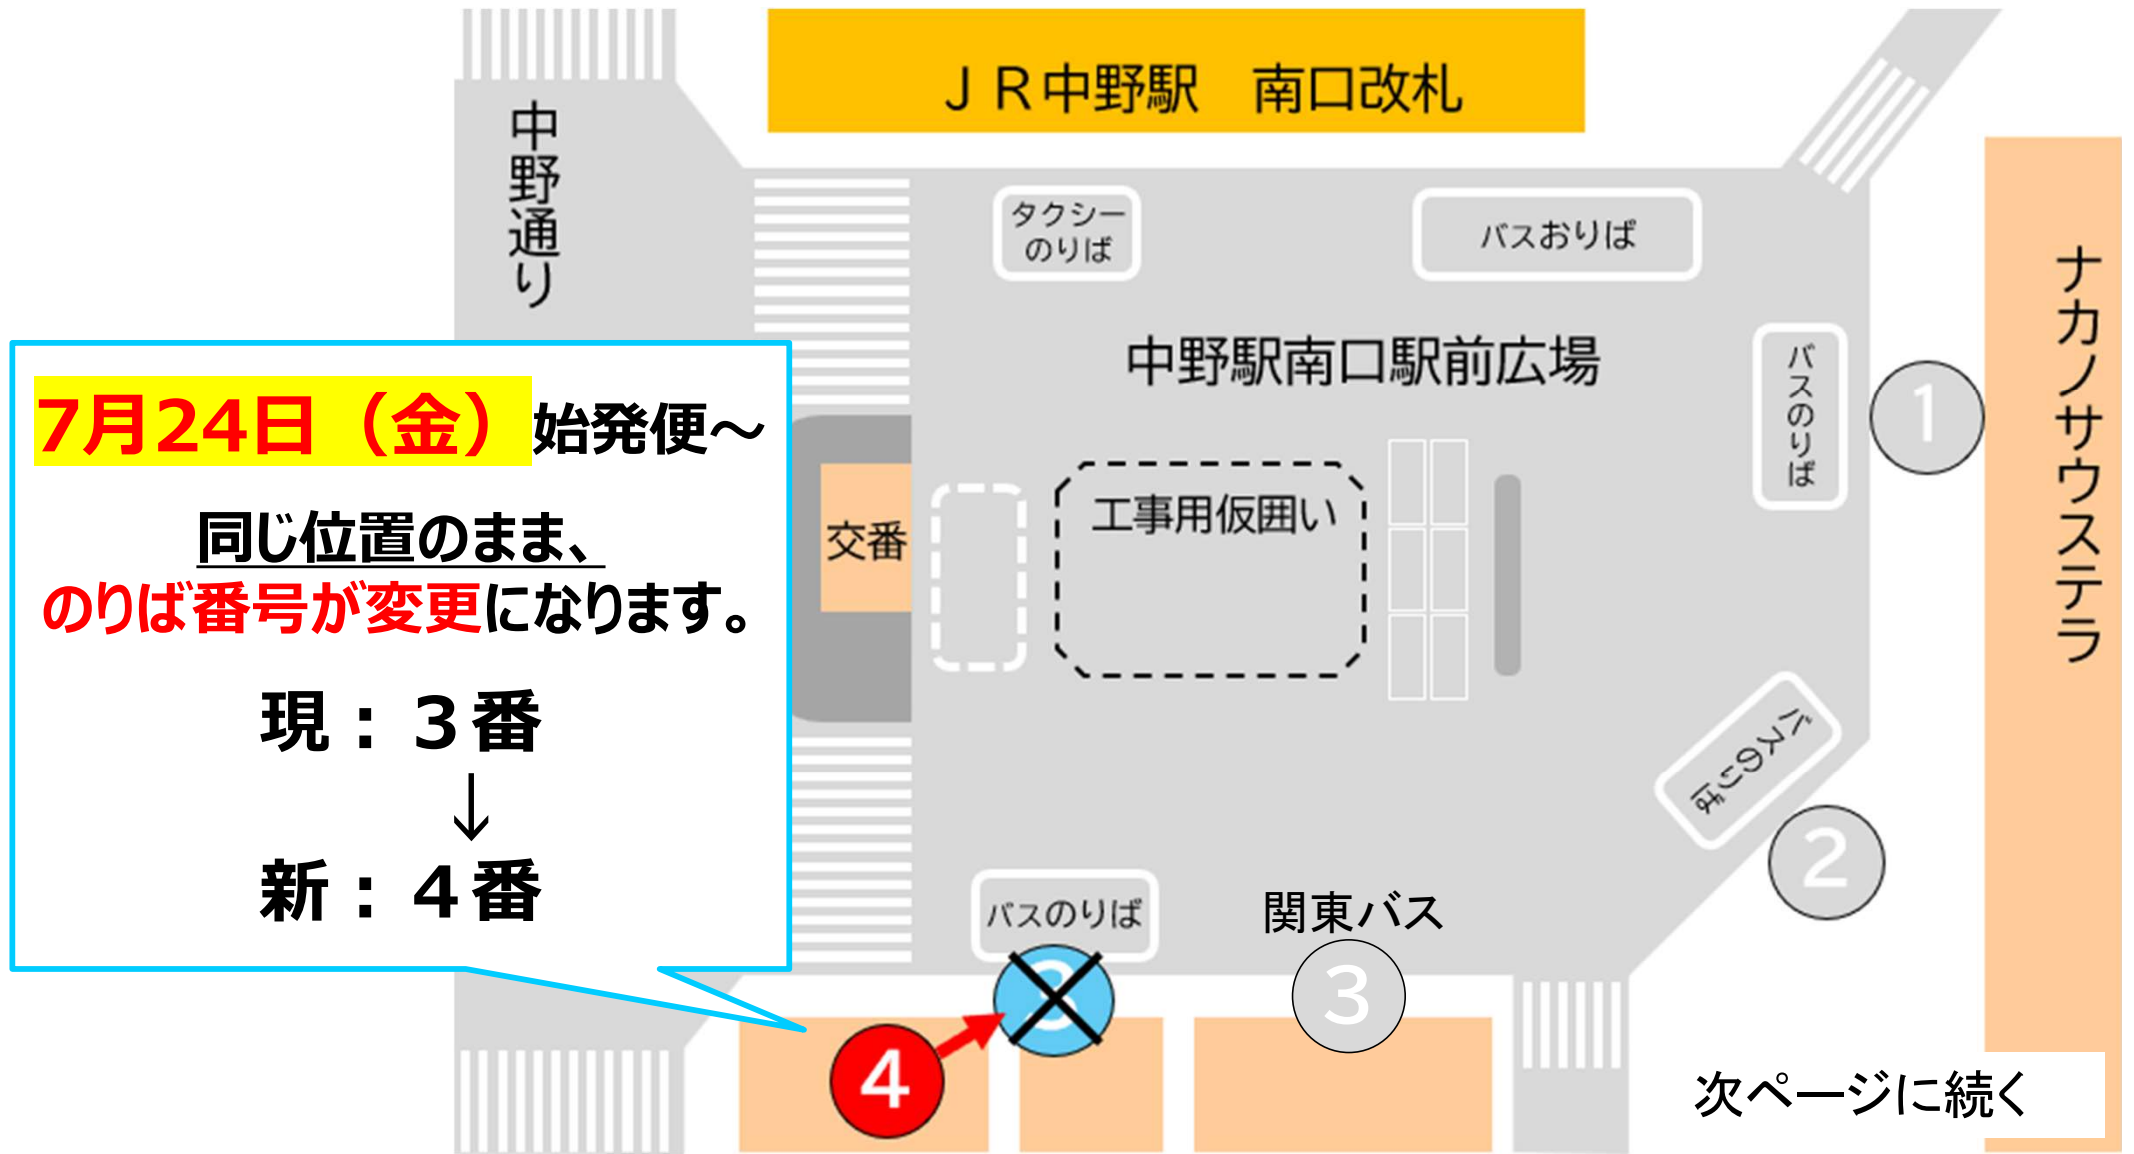 ＪＲ中野駅　南口改札
中野通り
タクシー
のりば
バスおりば
ナカノサウステラ
中野駅南口駅前広場
バスのりば
1
7月24日（金）始発便～
同じ位置のまま、
のりば番号が変更になります。
現：３番
↓
新：４番
交番
工事用仮囲い
バスのりば
2
バスのりば
関東バス
3
3
4
次ページに続く